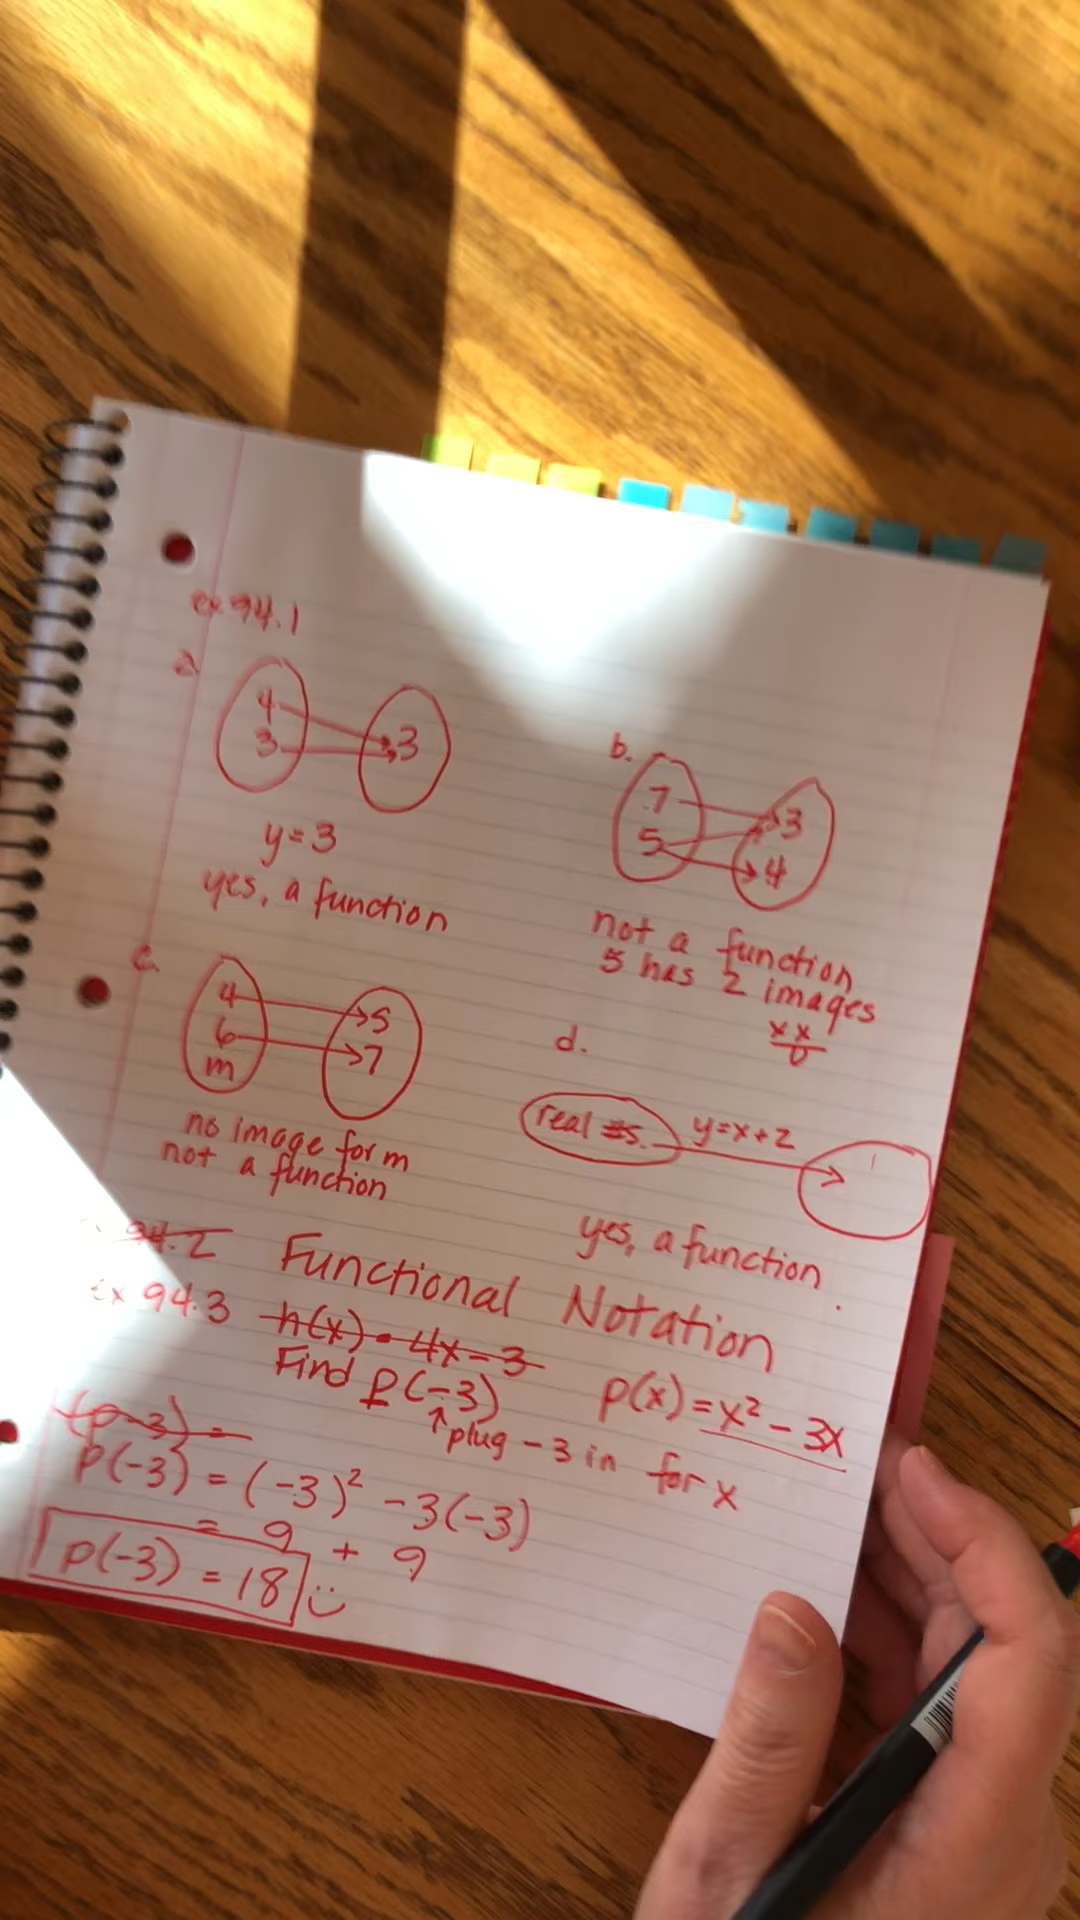 ex 94.1
a.
4
3
3
y=3
yes, a function
b.
7
5
3
4
not a function
5 has 2 images
c.
4
6
m
5
7
no image for m
not a function
d.
real #s
y=x+2
yes, a function.
94.2 Functional Notation
Ex 94.3 h(x) = 4x-3
Find p(-3) p(x) = x² - 3x
plug -3 in for x
(p-3) =
p(-3) = (-3)² - 3(-3)
= 9 + 9
p(-3) = 18